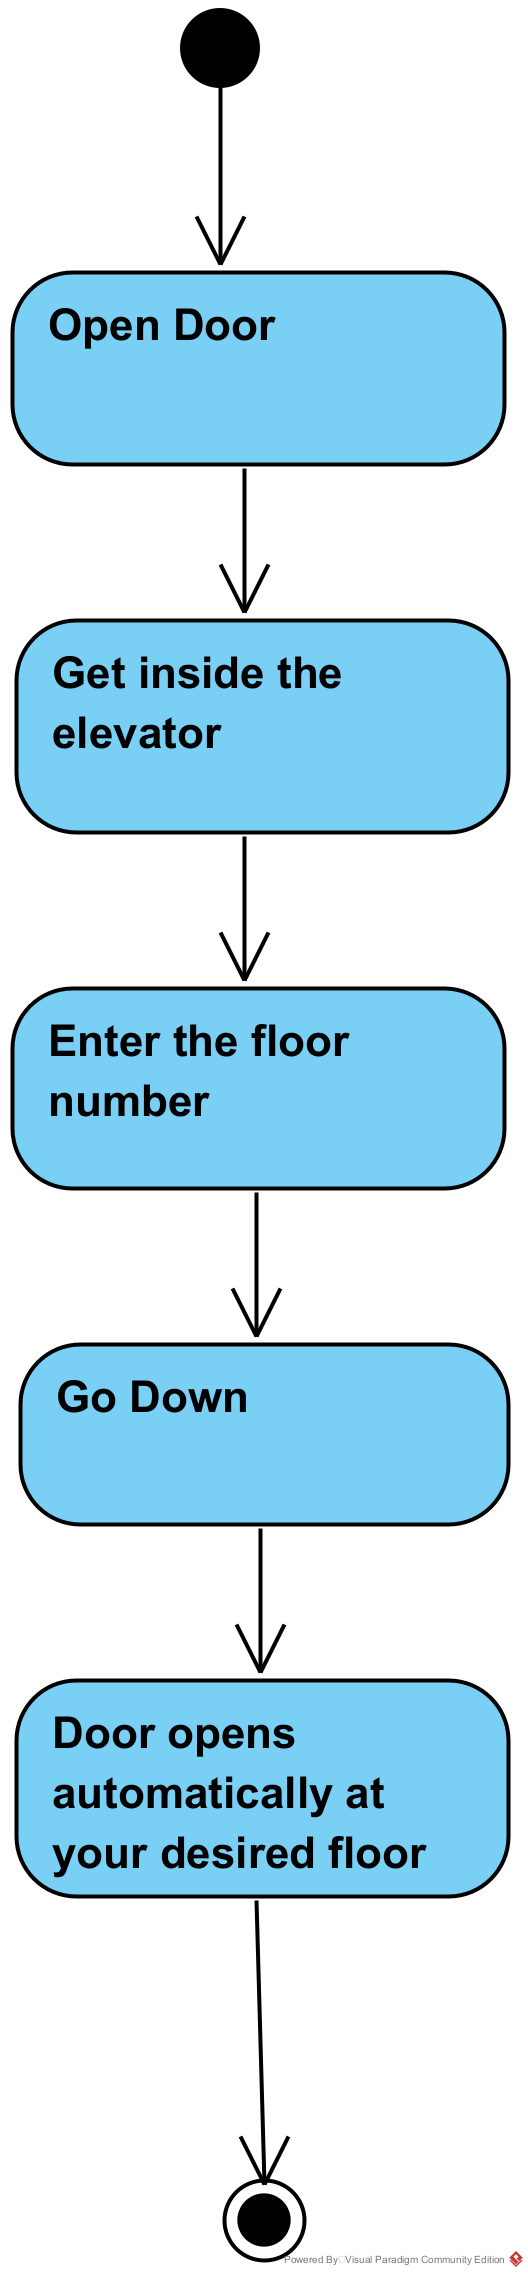 Open Door
Get inside the
elevator
Enter the floor
number
Go Down
Door opens
automatically at
your desired floor
Powered By□Visual Paradigm Community Edition